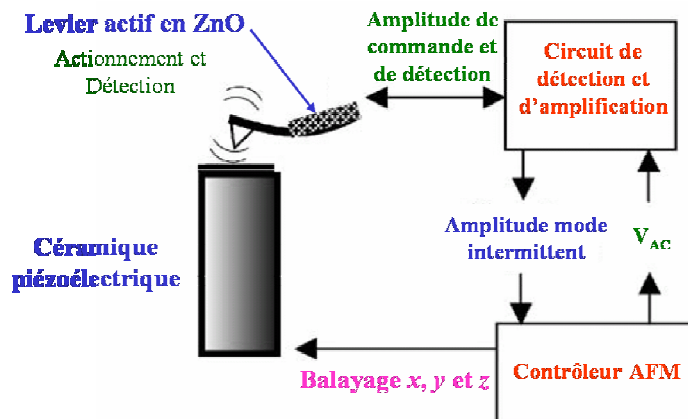 Levier actif en ZnO
Actionnement et
Détection
Amplitude de
commande et
de détection
Circuit de
détection et
d'amplification
Amplitude mode
intermittent
V_AC
Céramique
piézoélectrique
Balayage x, y et z
Contrôleur AFM